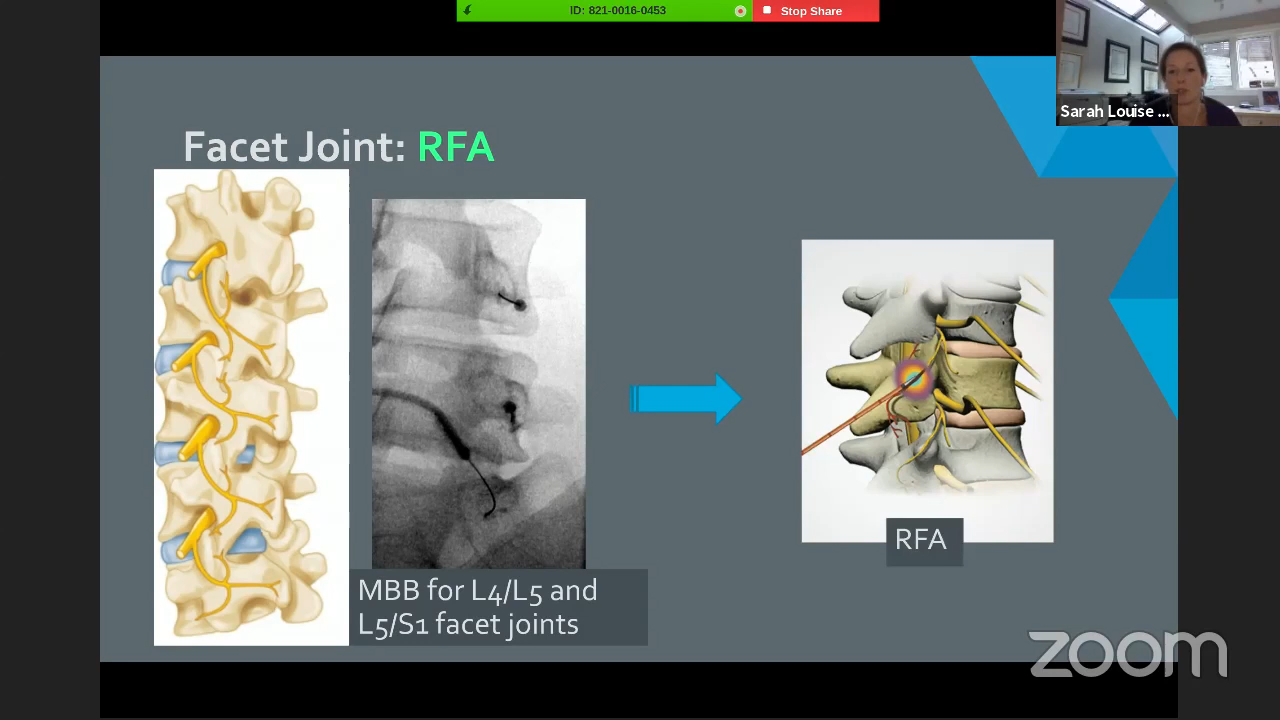 ID: 821-0016-0453
Stop Share
Sarah Louise ...
Facet Joint: RFA
RFA
MBB for L4/L5 and
L5/S1 facet joints
zoom